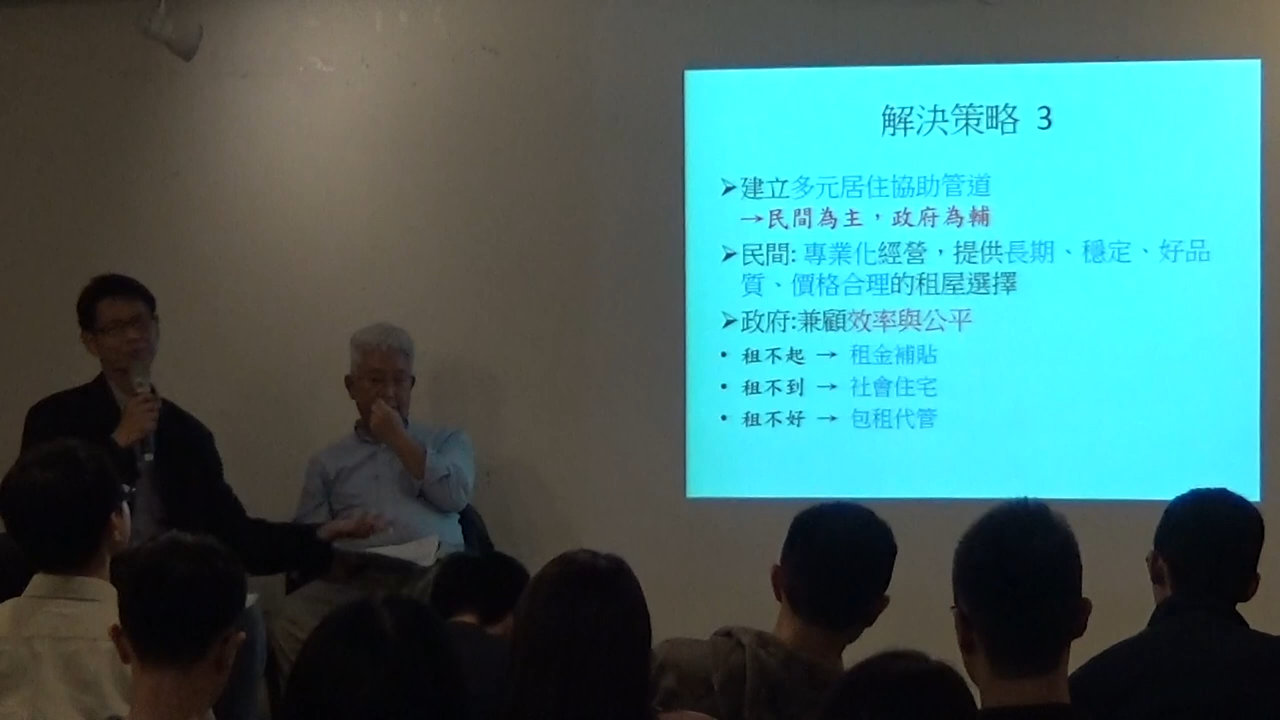 解決策略 3
➢建立多元居住協助管道
→民間為主，政府為輔
➢民間: 專業化經營，提供長期、穩定、好品
質、價格合理的租屋選擇
➢政府:兼顧效率與公平
• 租不起 → 租金補貼
• 租不到 → 社會住宅
• 租不好 → 包租代管